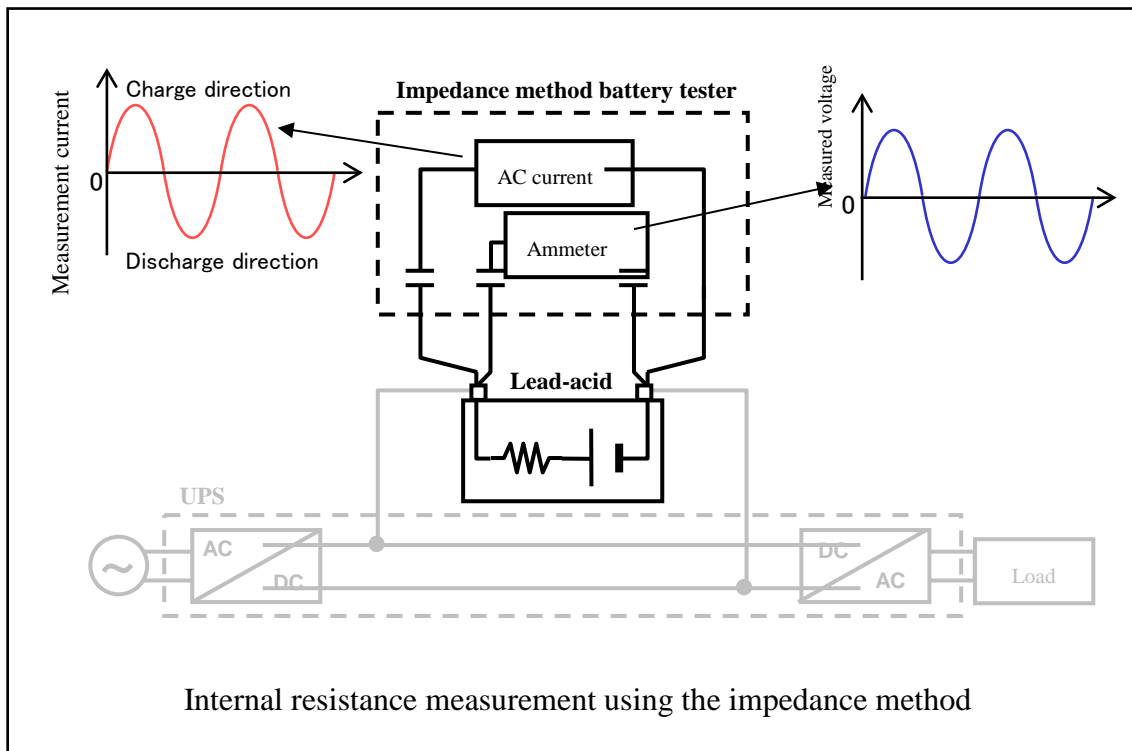 Charge direction
Measurement current
0
Discharge direction
Impedance method battery tester
AC current
Ammeter
Measured voltage
0
Lead-acid
UPS
AC
DC
DC
AC
Load
~
Internal resistance measurement using the impedance method